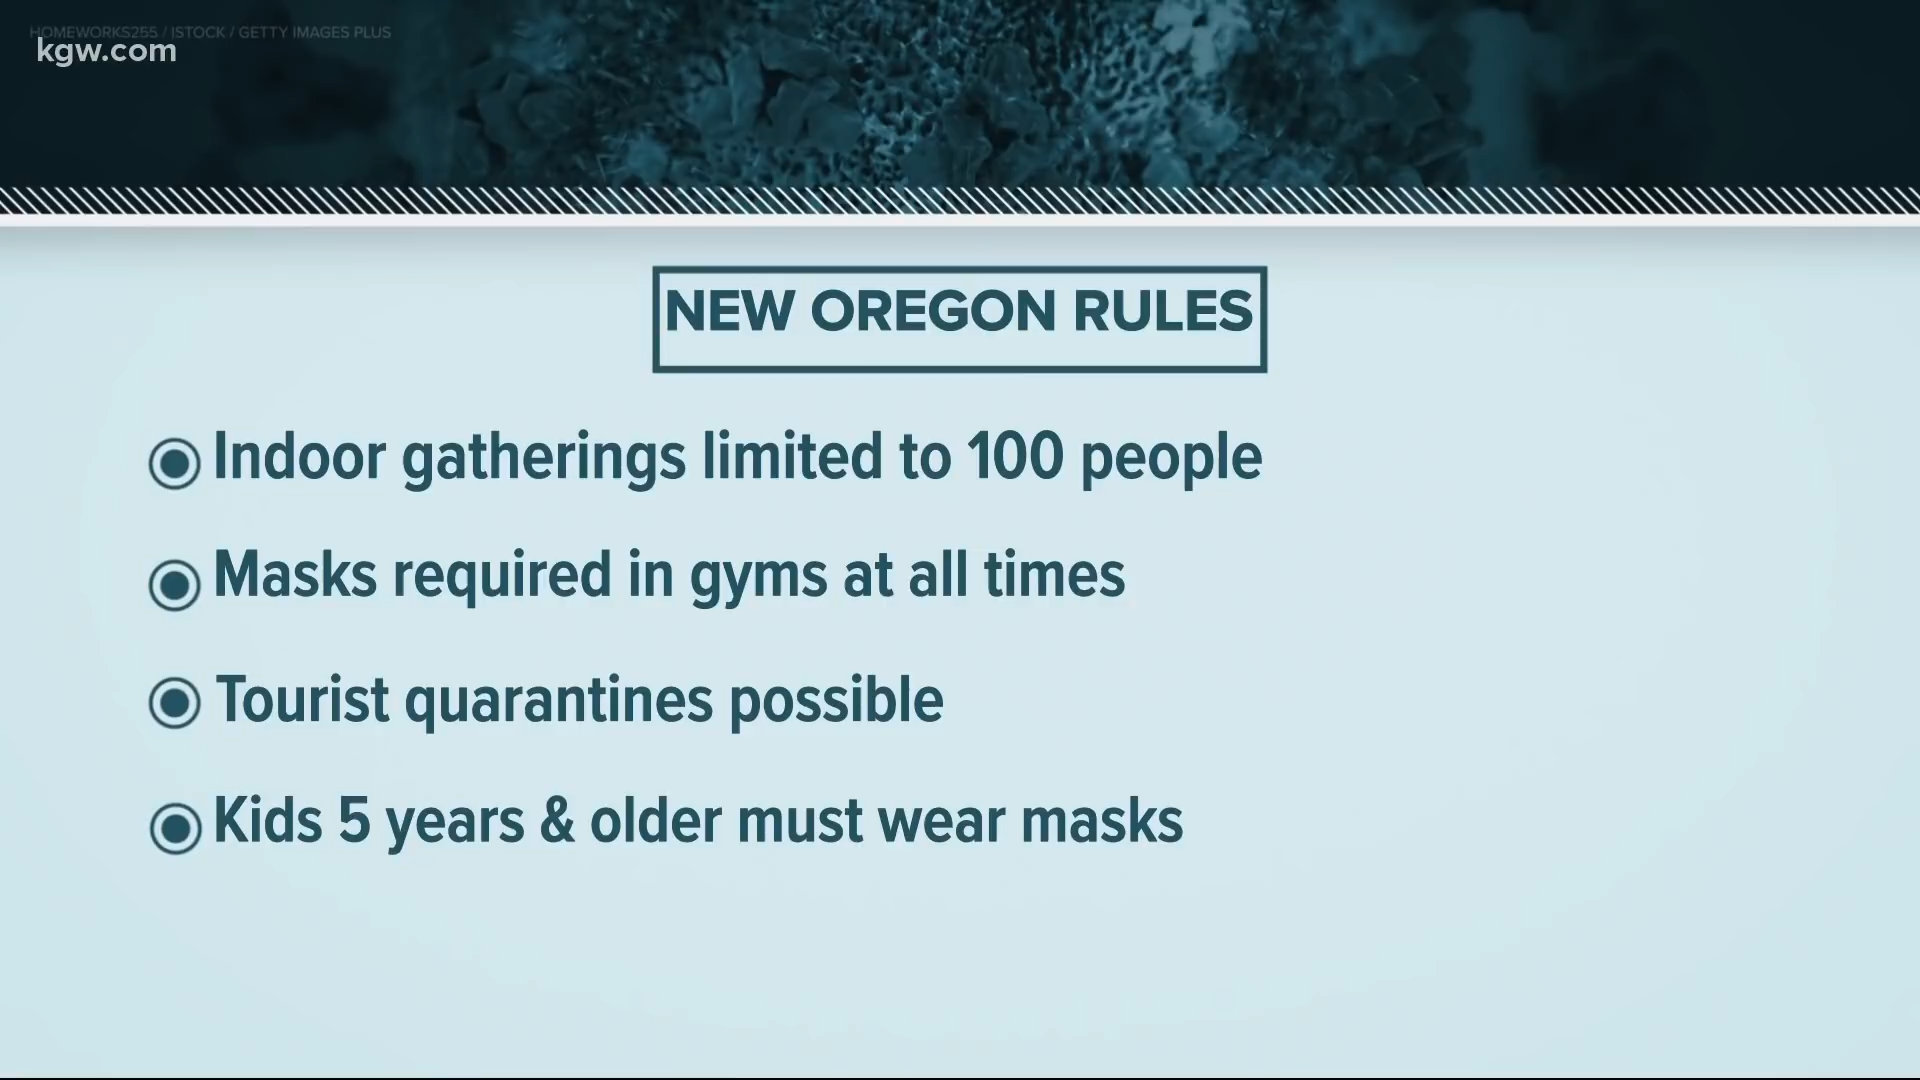 HOMEWORKS255 / ISTOCK / GETTY IMAGES PLUS
kgw.com
NEW OREGON RULES
Indoor gatherings limited to 100 people
Masks required in gyms at all times
Tourist quarantines possible
Kids 5 years & older must wear masks